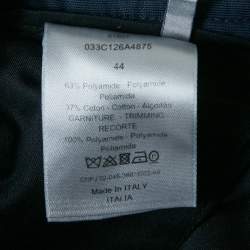 033C126A4875
44
63% Polyamide - Polyamide
Poliamida
37% Coton - Cotton - Algodón
GARNITURE - TRIMMING
RECORTE
100% Polyamide - Polyamide
Poliamida
Made in ITALY
ITALIA